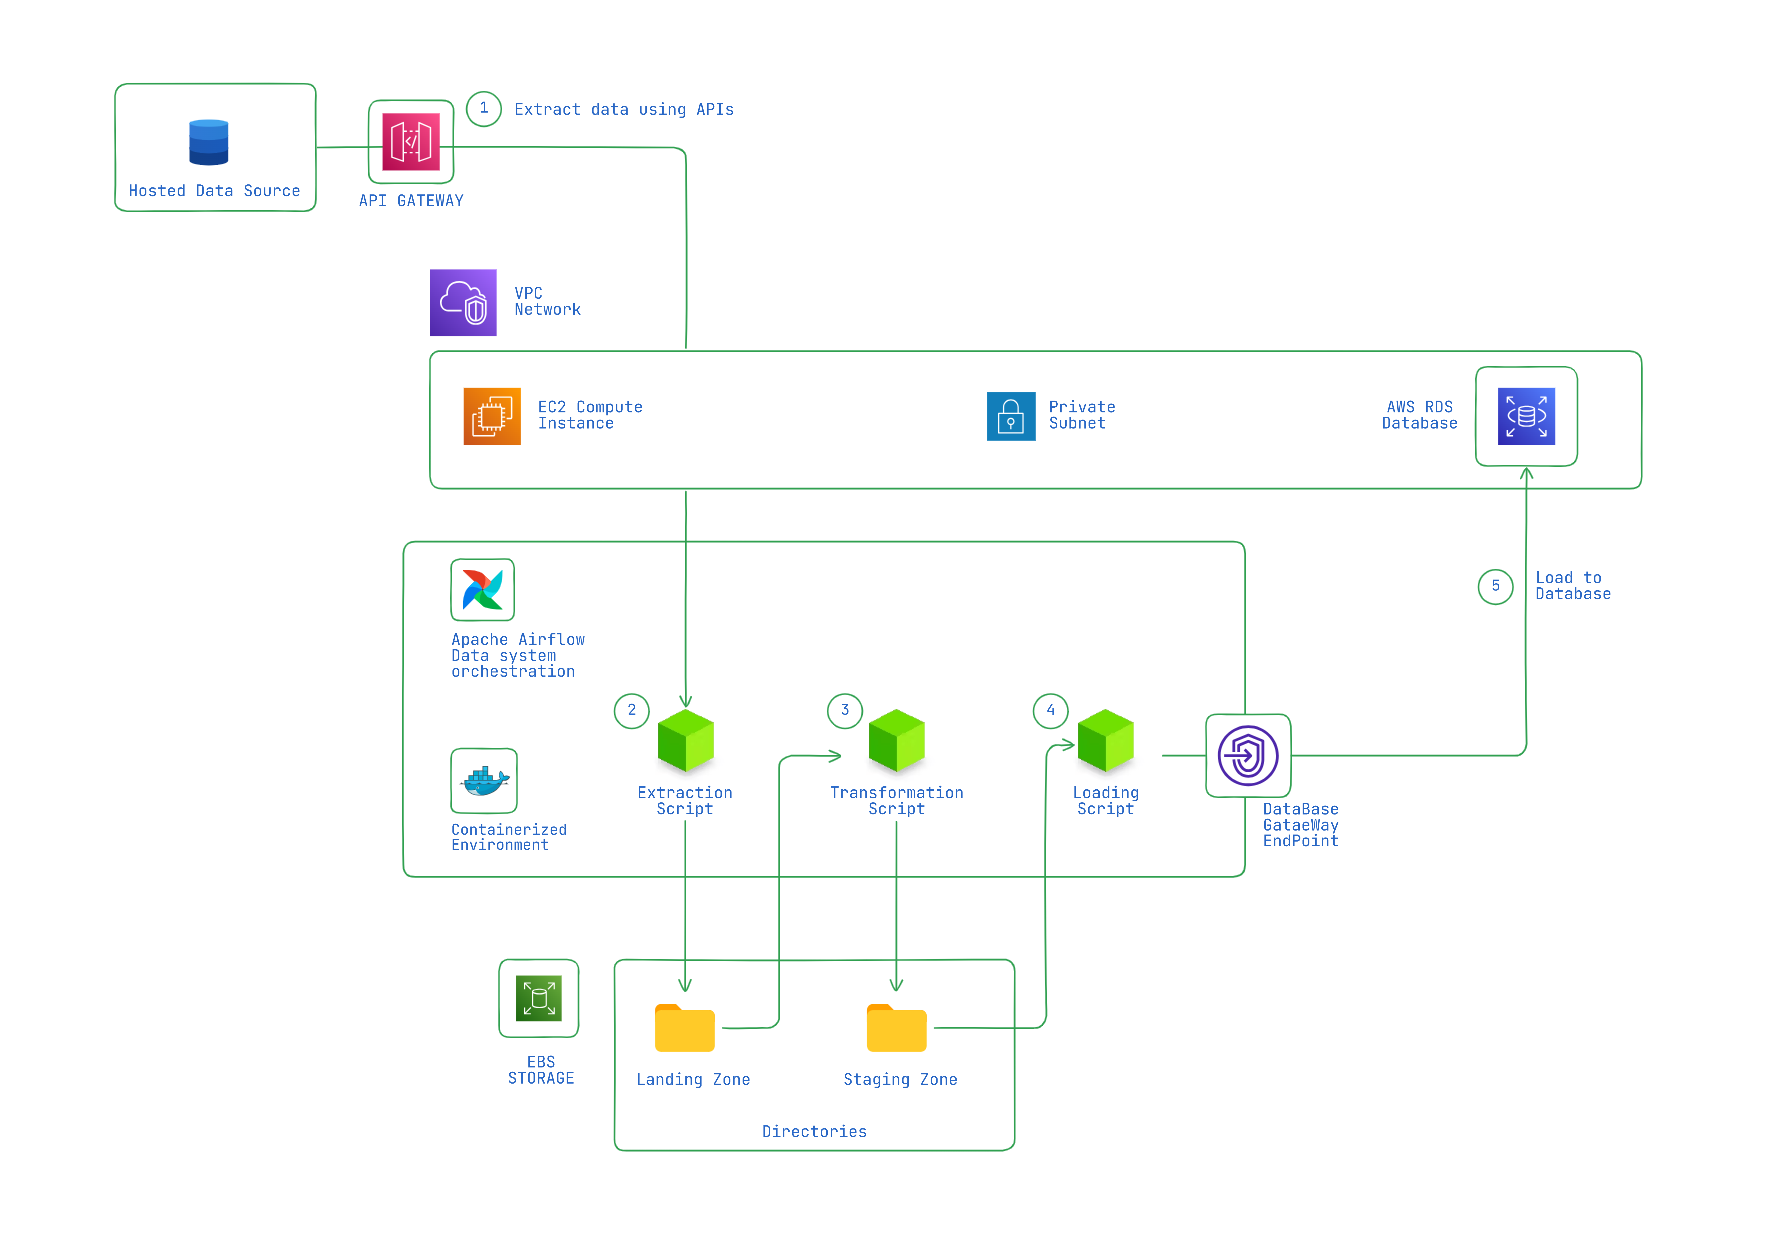 1
Extract data using APIs
Hosted Data Source
API GATEWAY
VPC
Network
EC2 Compute
Instance
Private
Subnet
AWS RDS
Database
5
Load to
Database
Apache Airflow
Data system
orchestration
2
3
4
Extraction
Script
Transformation
Script
Loading
Script
DataBase
GataeWay
EndPoint
Containerized
Environment
EBS
STORAGE
Landing Zone
Staging Zone
Directories